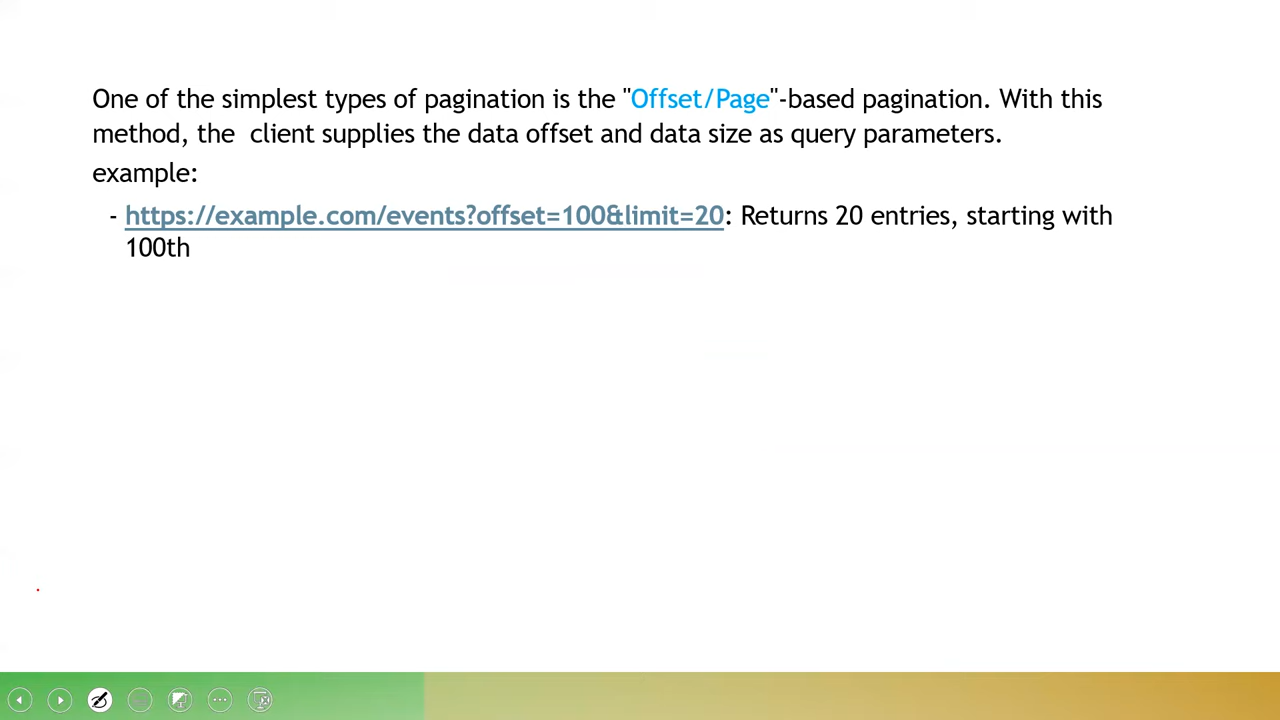 One of the simplest types of pagination is the "Offset/Page"-based pagination. With this
method, the  client supplies the data offset and data size as query parameters.
example:
- https://example.com/events?offset=100&limit=20: Returns 20 entries, starting with
100th